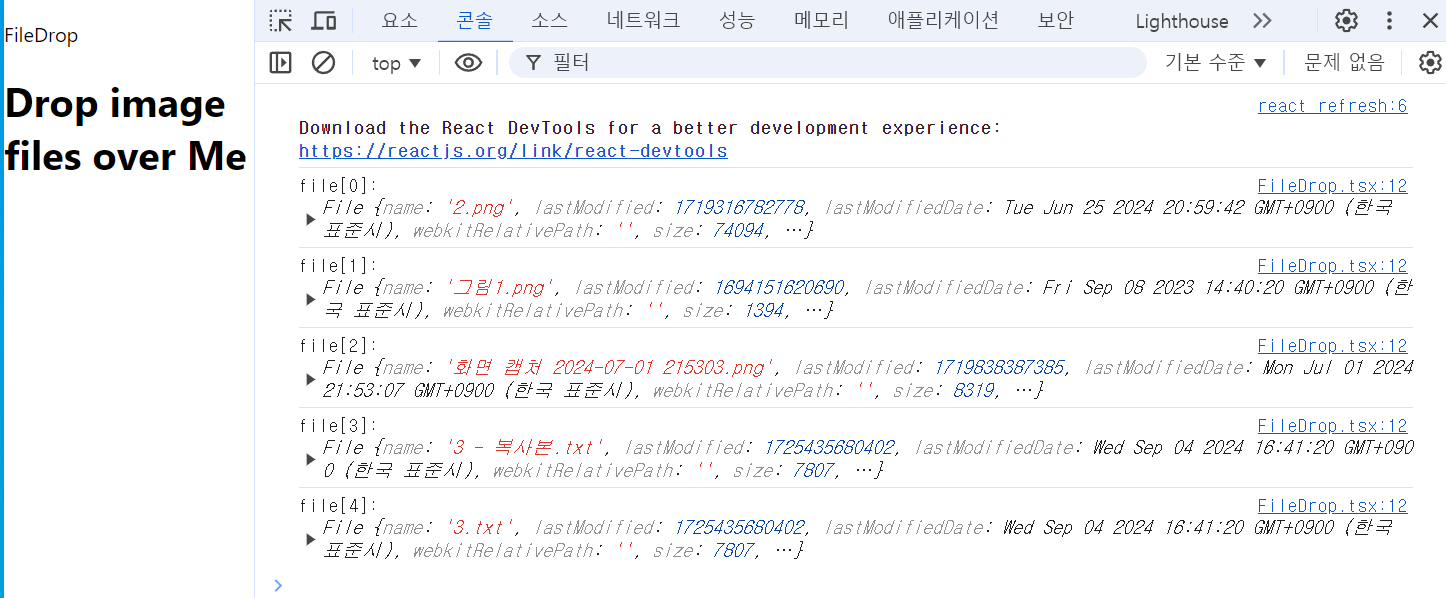 FileDrop
Drop image
files over Me
요소 콘솔 소스 네트워크 성능 메모리 애플리케이션 보안 Lighthouse
top ▼ 필터 기본 수준 ▼ 문제 없음
react refresh:6
Download the React DevTools for a better development experience:
https://reactjs.org/link/react-devtools
file[0]: FileDrop.tsx:12
File {name: '2.png', lastModified: 1719316782778, lastModifiedDate: Tue Jun 25 2024 20:59:42 GMT+0900 (한국
표준시), webkitRelativePath: '', size: 74094, …}
file[1]: FileDrop.tsx:12
File {name: '그림1.png', lastModified: 1694151620690, lastModifiedDate: Fri Sep 08 2023 14:40:20 GMT+0900 (한
국 표준시), webkitRelativePath: '', size: 1394, …}
file[2]: FileDrop.tsx:12
File {name: '화면 캡처 2024-07-01 215303.png', lastModified: 1719838387385, lastModifiedDate: Mon Jul 01 2024
21:53:07 GMT+0900 (한국 표준시), webkitRelativePath: '', size: 8319, …}
file[3]: FileDrop.tsx:12
File {name: '3 - 복사본.txt', lastModified: 1725435680402, lastModifiedDate: Wed Sep 04 2024 16:41:20 GMT+090
0 (한국 표준시), webkitRelativePath: '', size: 7807, …}
file[4]: FileDrop.tsx:12
File {name: '3.txt', lastModified: 1725435680402, lastModifiedDate: Wed Sep 04 2024 16:41:20 GMT+0900 (한국
표준시), webkitRelativePath: '', size: 7807, …}